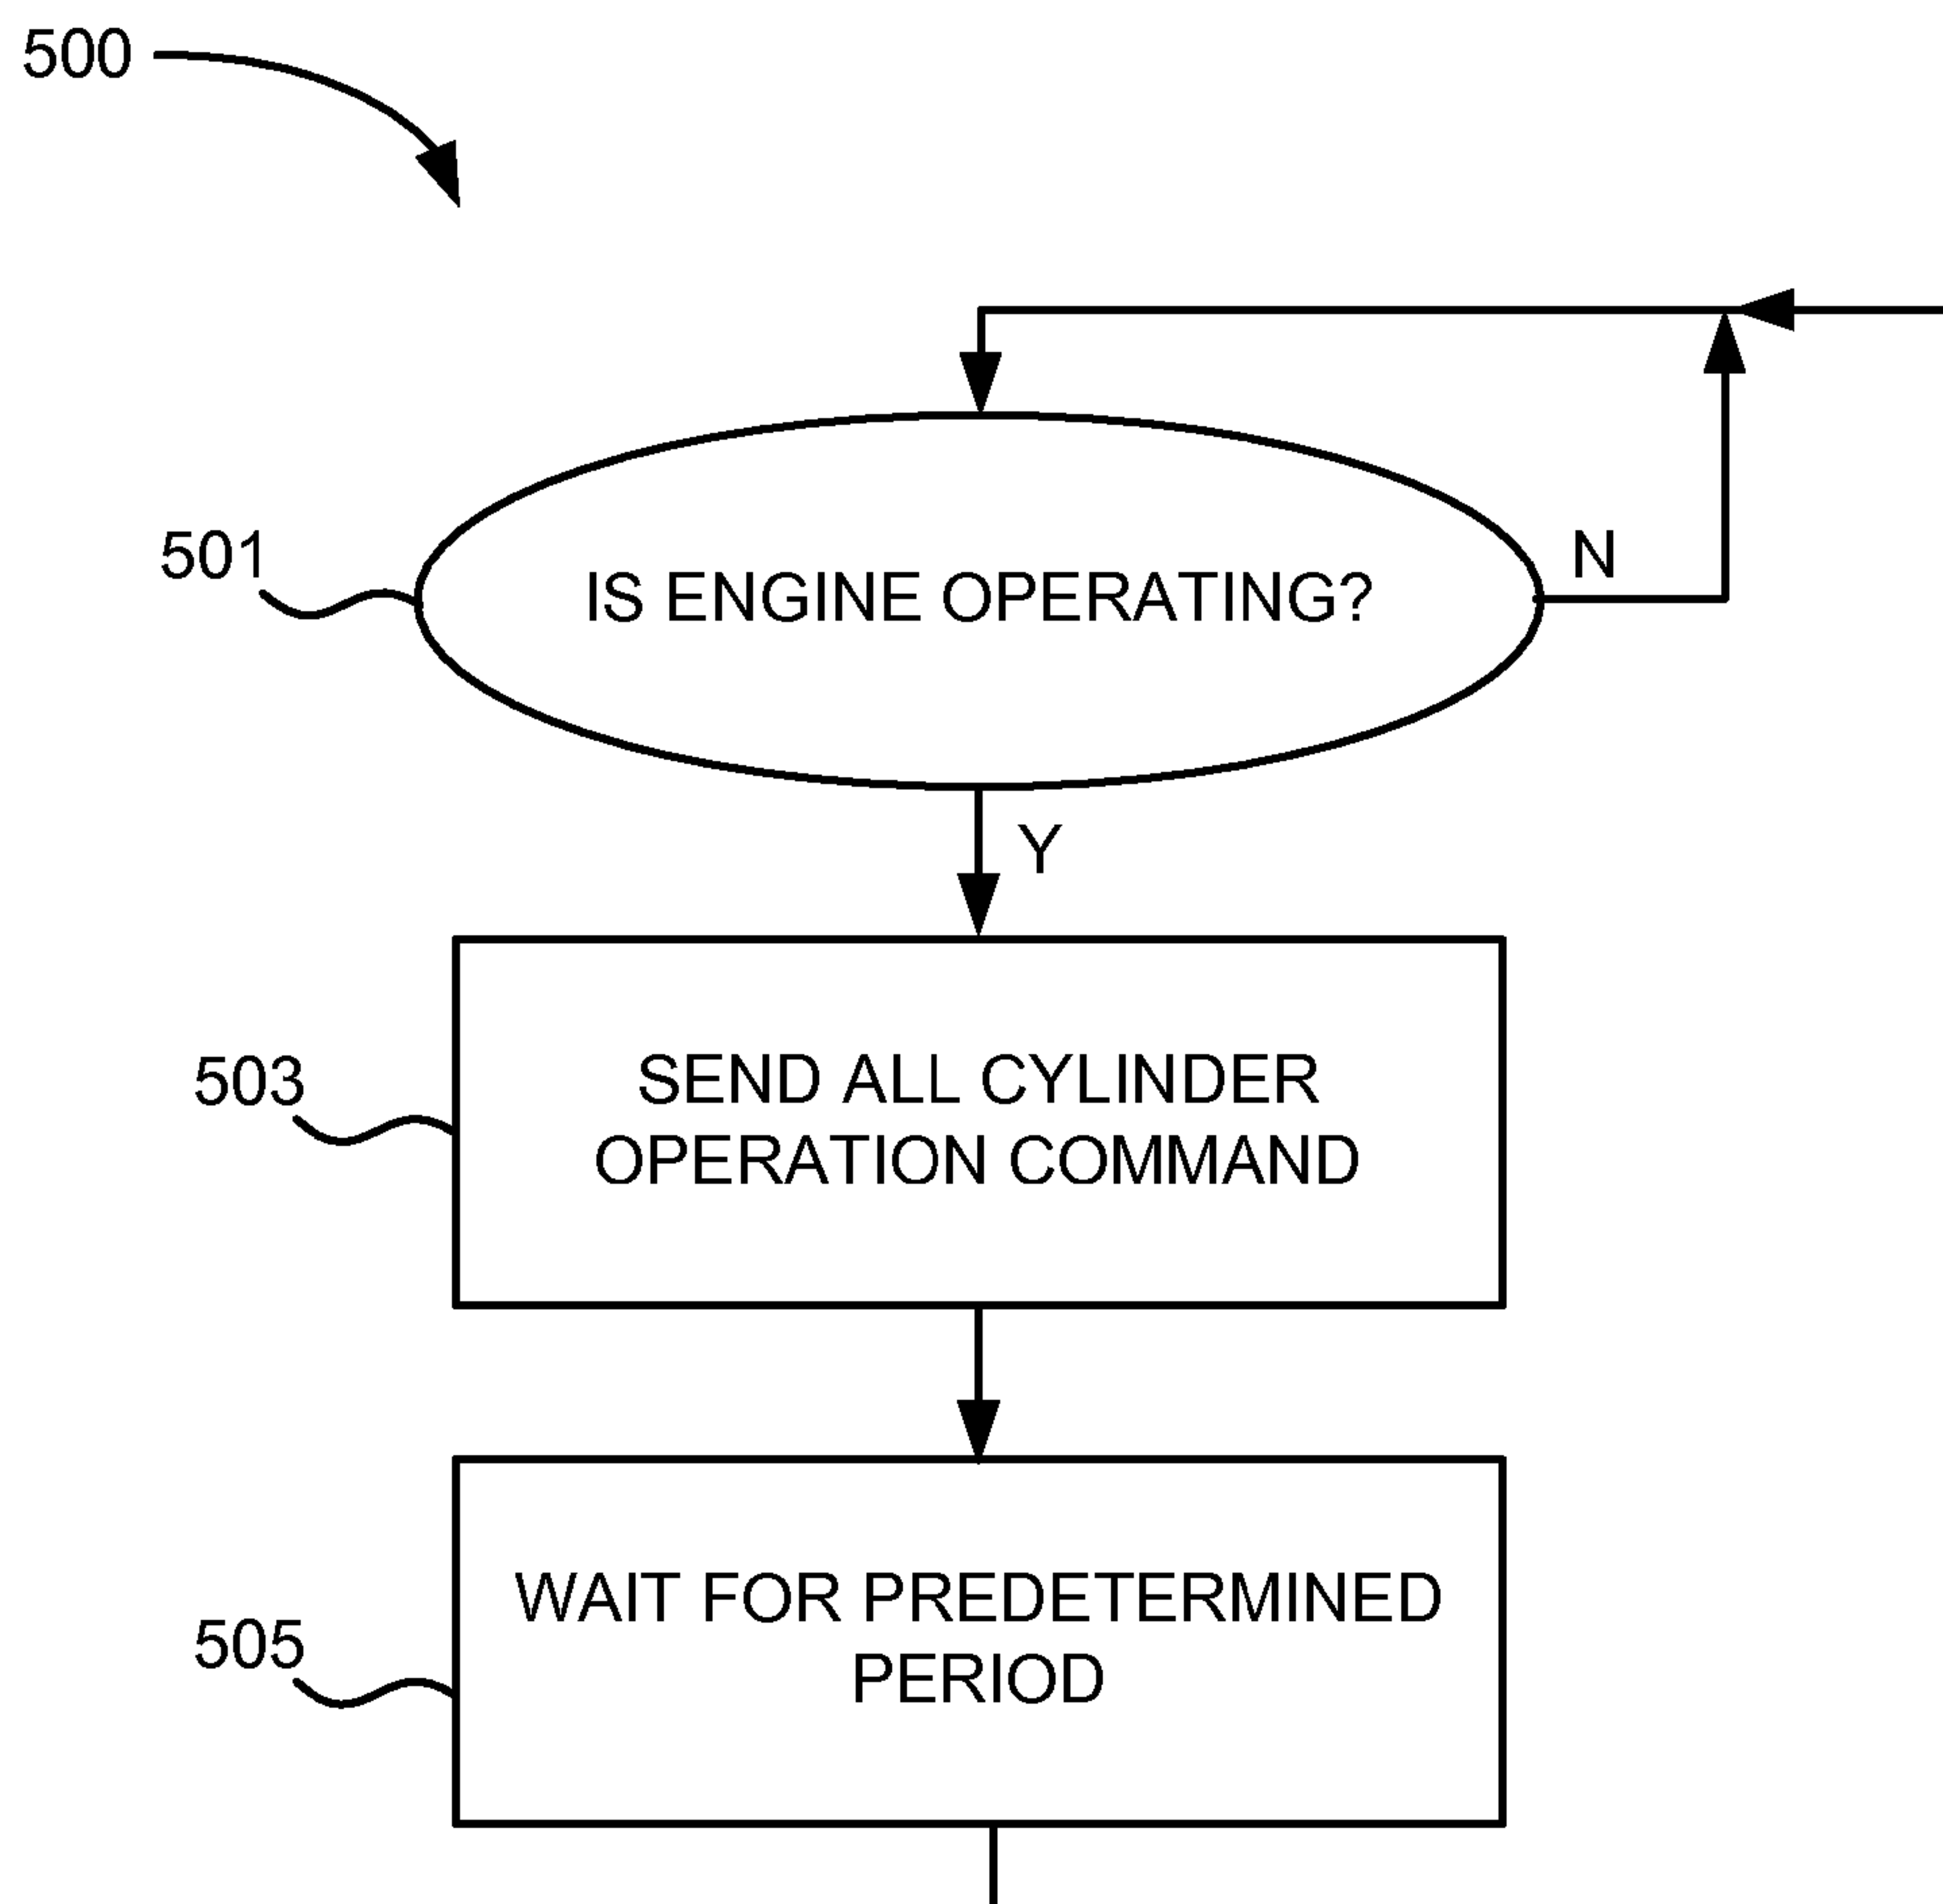 500
501
IS ENGINE OPERATING?
N
Y
503
SEND ALL CYLINDER
OPERATION COMMAND
505
WAIT FOR PREDETERMINED
PERIOD